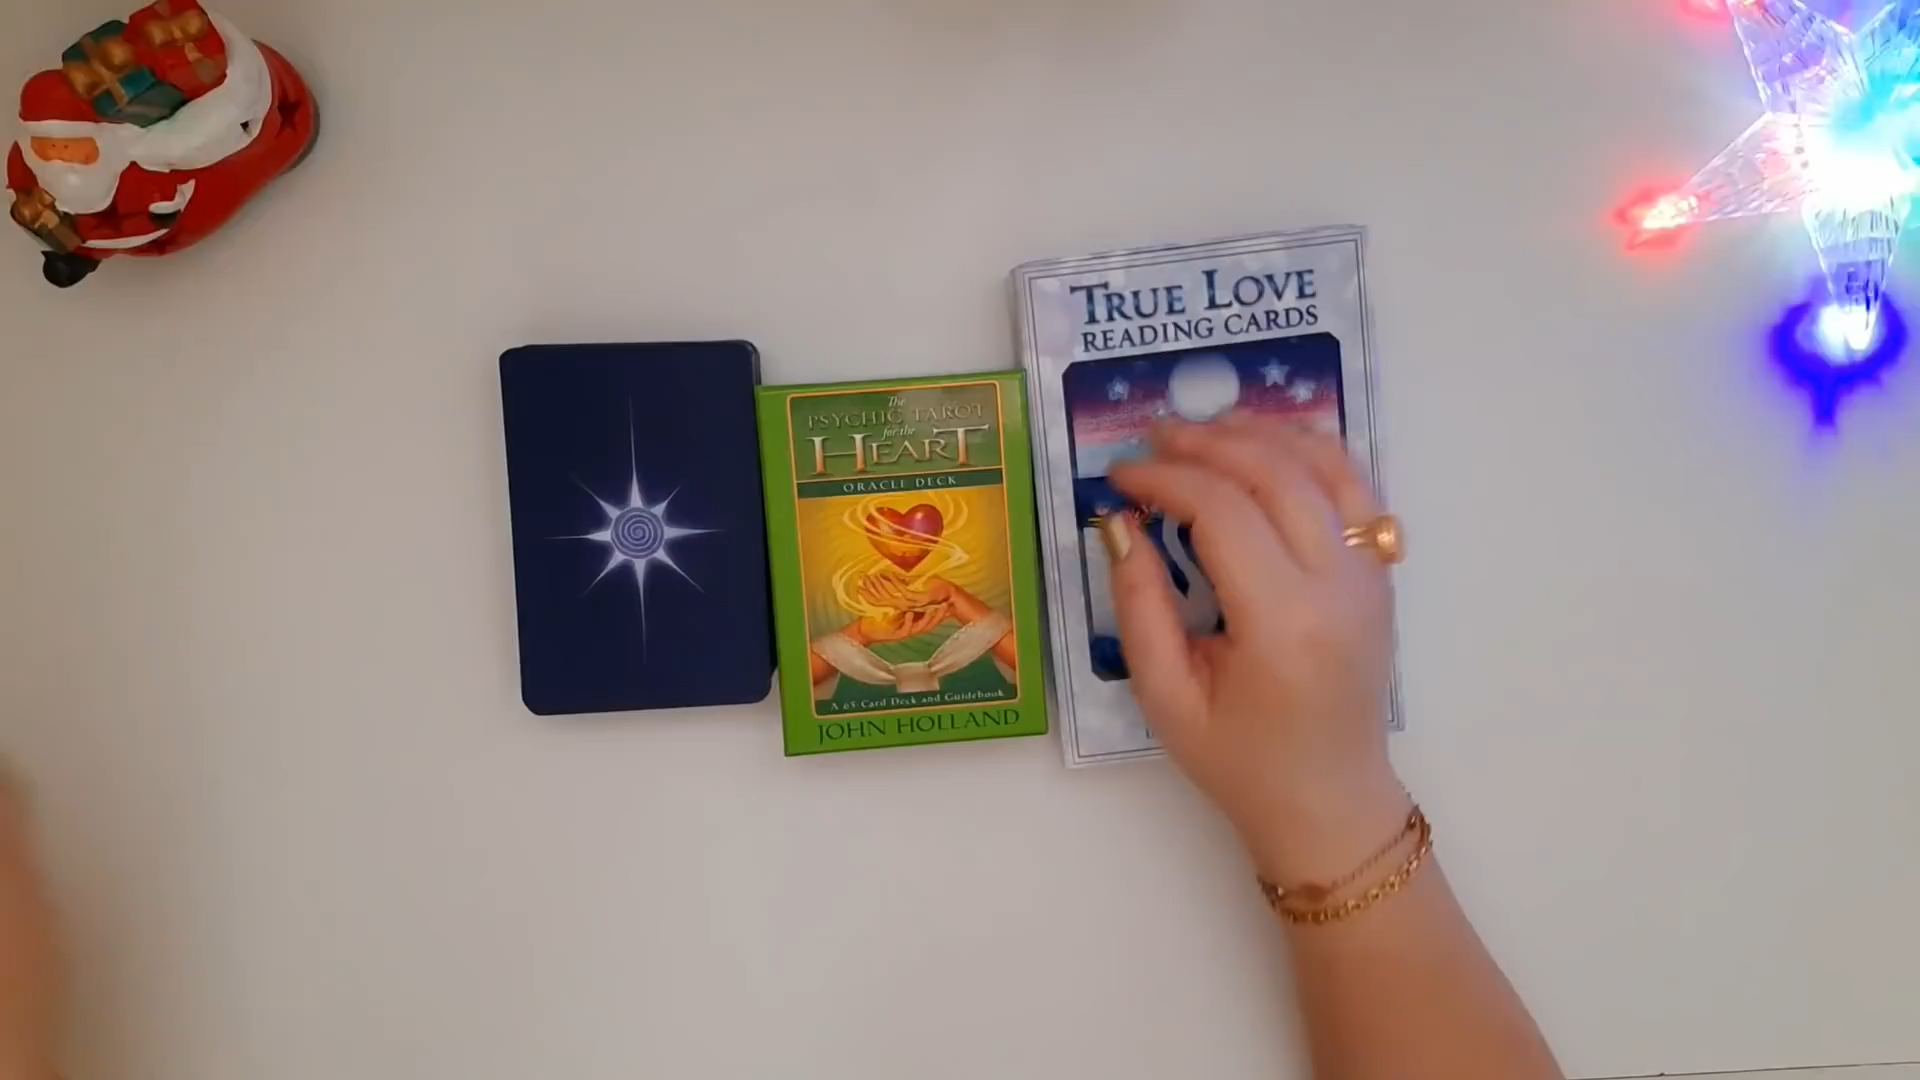 The
PSYCHIC TAROT
for the
HEART
ORACLE DECK
A 65-Card Deck and Guidebook
JOHN HOLLAND
TRUE LOVE
READING CARDS